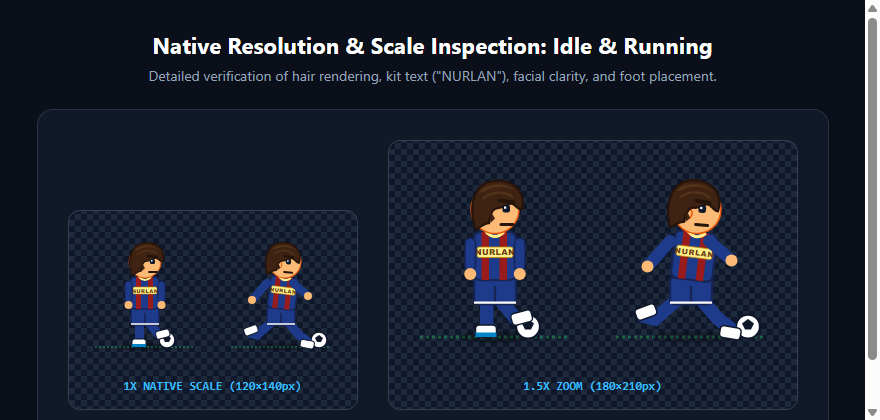 Native Resolution & Scale Inspection: Idle & Running
Detailed verification of hair rendering, kit text ("NURLAN"), facial clarity, and foot placement.
NURLAN
NURLAN
NURLAN
NURLAN
1X NATIVE SCALE (120×140px)
1.5X ZOOM (180×210px)